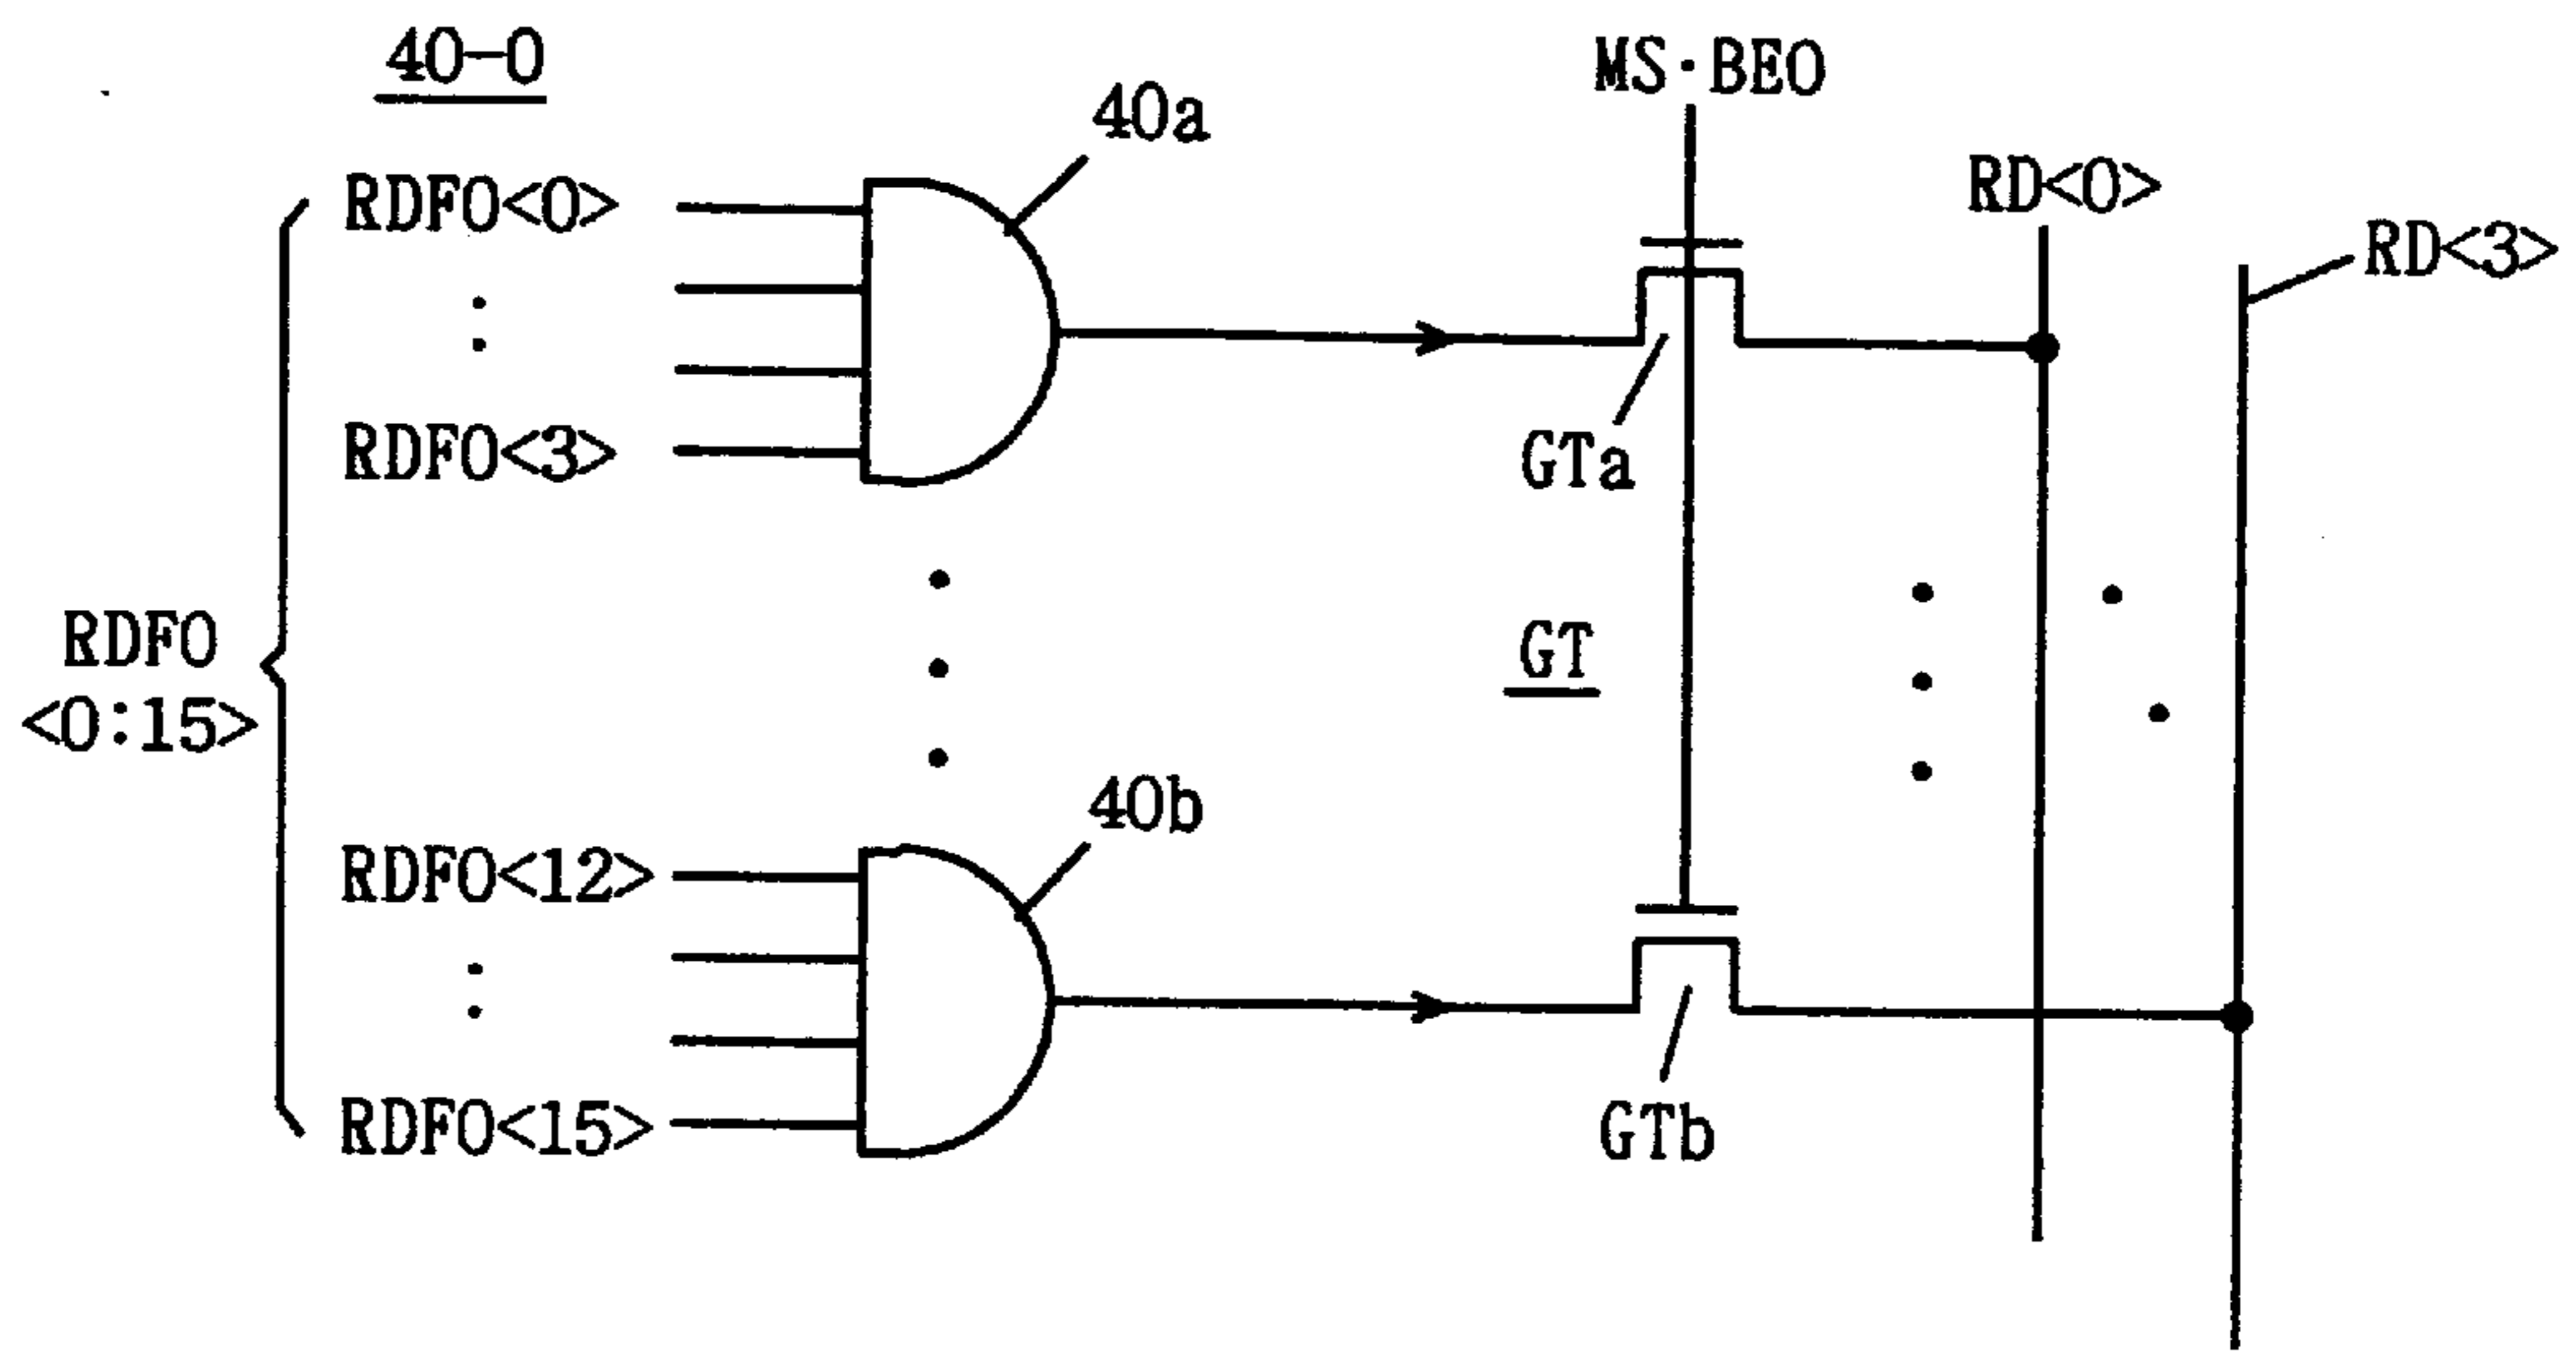 40-0
40a
MS·BE0
RD<0>
RD<3>
RDF0<0>
RDF0<3>
GTa
RDF0
<0:15>
GT
40b
RDF0<12>
RDF0<15>
GTb